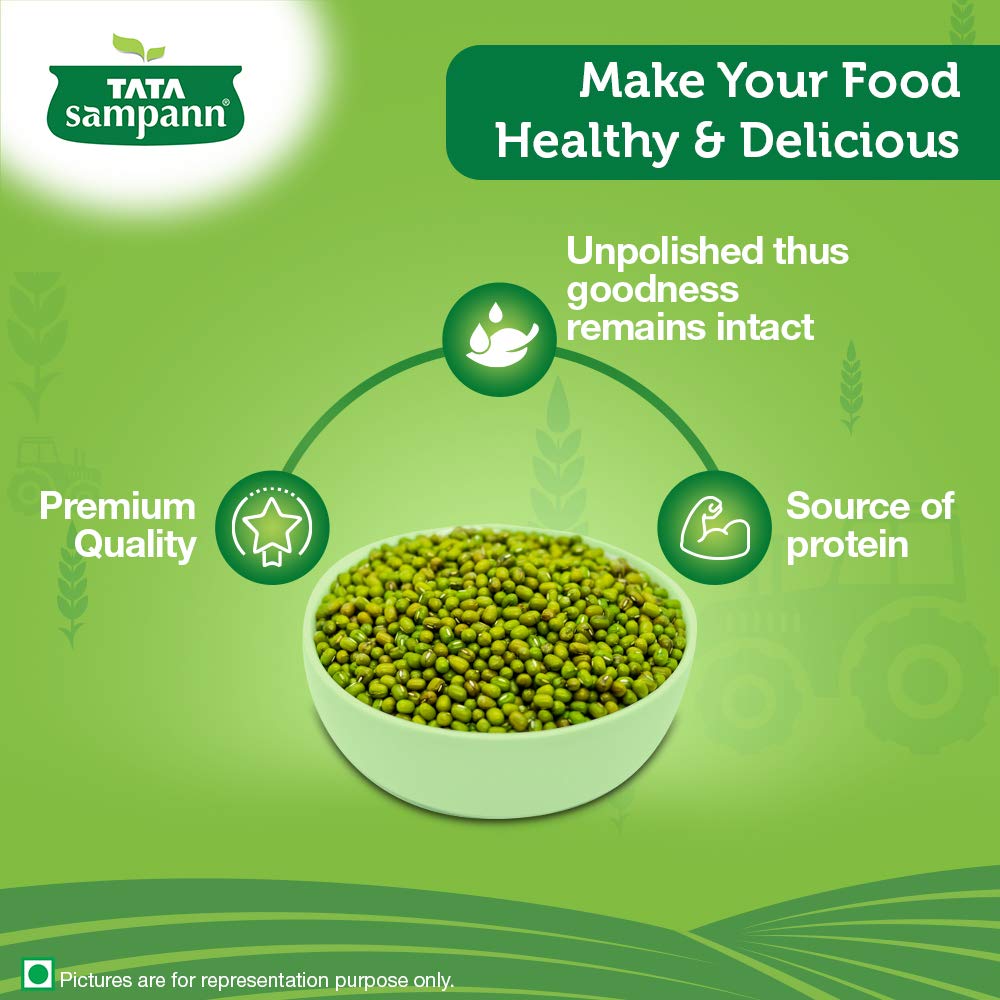 TATA
sampann®
Make Your Food
Healthy & Delicious
Unpolished thus
goodness
remains intact
Premium
Quality
Source of
protein
Pictures are for representation purpose only.